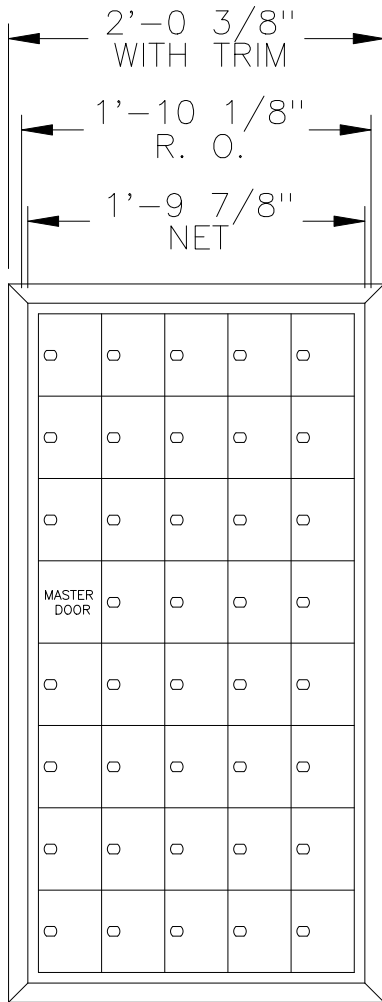 2'-0 3/8"
WITH TRIM
1'-10 1/8"
R. O.
1'-9 7/8"
NET
MASTER
DOOR